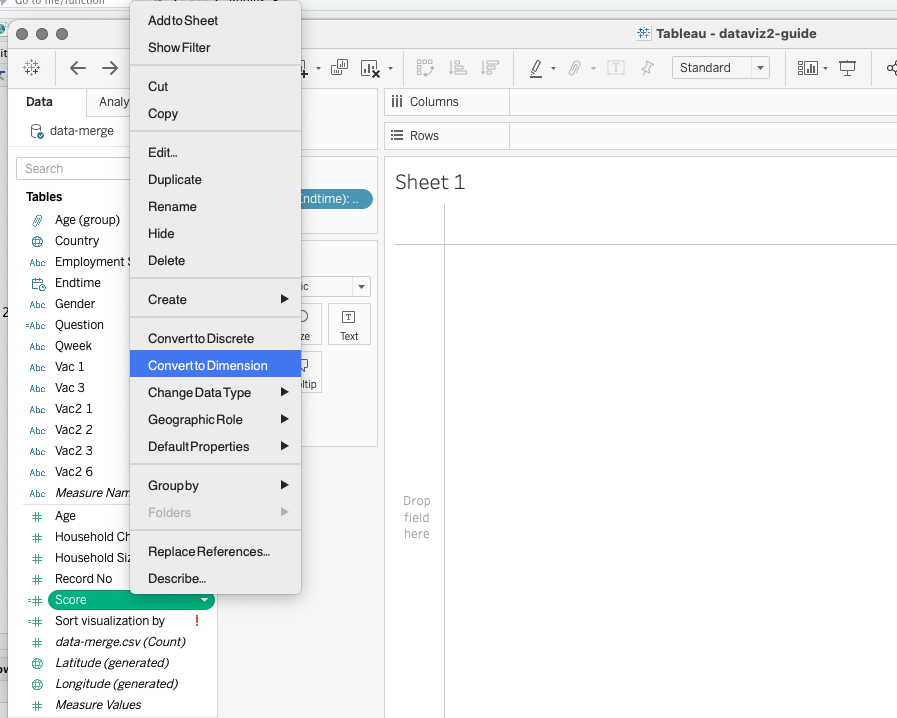 Go to file/function
Tableau - dataviz2-guide
Standard
Data
Analy
data-merge
Search
Tables
Age (group)
Country
Employment S
Endtime
Gender
Question
Qweek
Vac 1
Vac 3
Vac2 1
Vac2 2
Vac2 3
Vac2 6
Measure Nam
Age
Household Ch
Household Siz
Record No
Score
Sort visualization by
data-merge.csv (Count)
Latitude (generated)
Longitude (generated)
Measure Values
Add to Sheet
Show Filter
Cut
Copy
Edit...
Duplicate
Rename
Hide
Delete
Create
Convert to Discrete
Convert to Dimension
Change Data Type
Geographic Role
Default Properties
Group by
Folders
Replace References...
Describe...
Endtime): ..
ic
ze
Text
oltip
Columns
Rows
Sheet 1
Drop
field
here